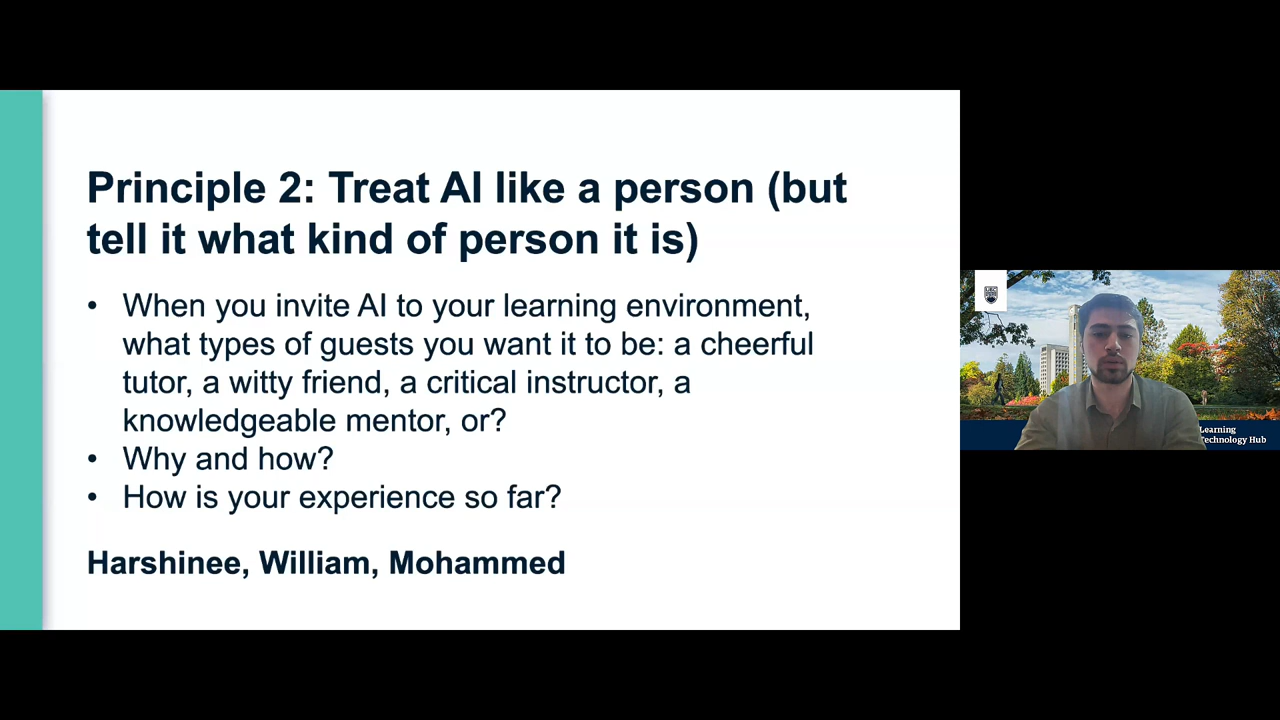 Principle 2: Treat AI like a person (but
tell it what kind of person it is)
• When you invite AI to your learning environment,
what types of guests you want it to be: a cheerful
tutor, a witty friend, a critical instructor, a
knowledgeable mentor, or?
• Why and how?
• How is your experience so far?
Harshinee, William, Mohammed
Learning
Technology Hub